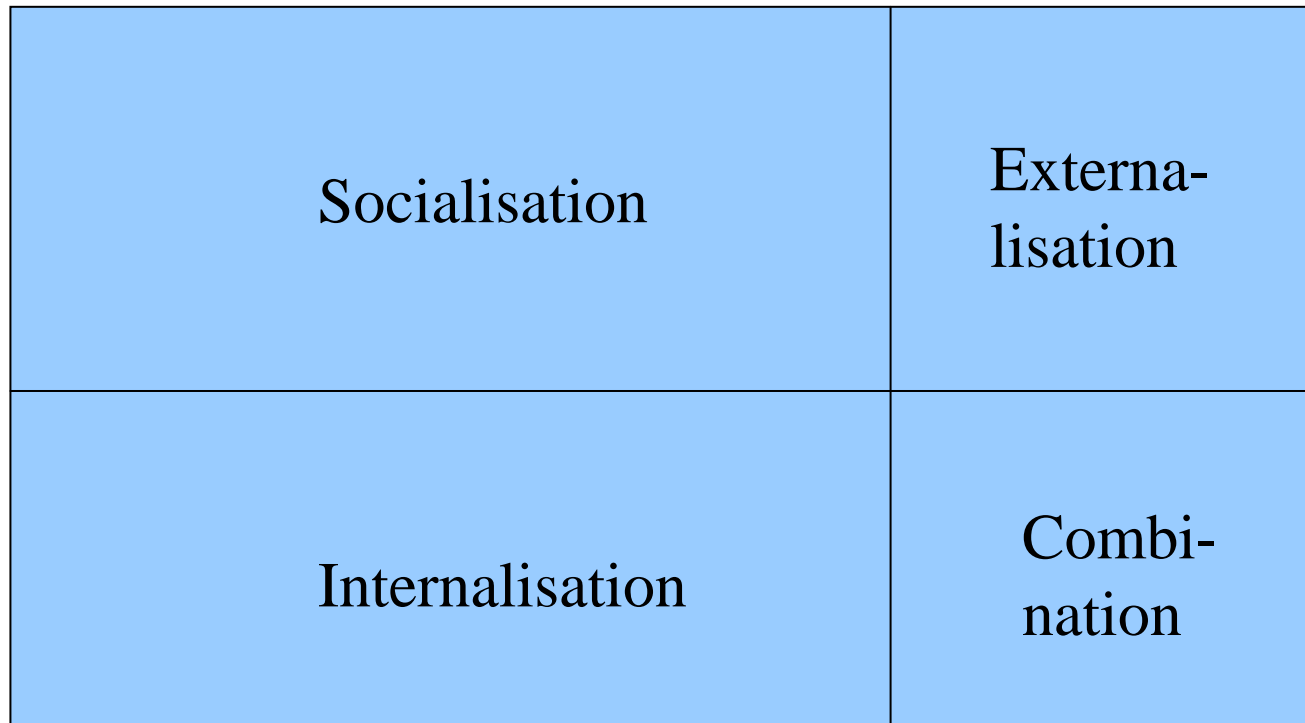 Socialisation
Externa-
lisation
Internalisation
Combi-
nation